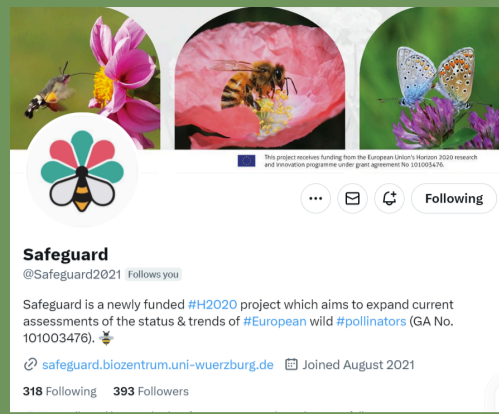 This project receives funding from the European Union's Horizon 2020 research
and innovation programme under grant agreement No 101003476.
Following
Safeguard
@Safeguard2021 Follows you
Safeguard is a newly funded #H2020 project which aims to expand current
assessments of the status & trends of #European wild #pollinators (GA No.
101003476).
safeguard.biozentrum.uni-wuerzburg.de Joined August 2021
318 Following 393 Followers